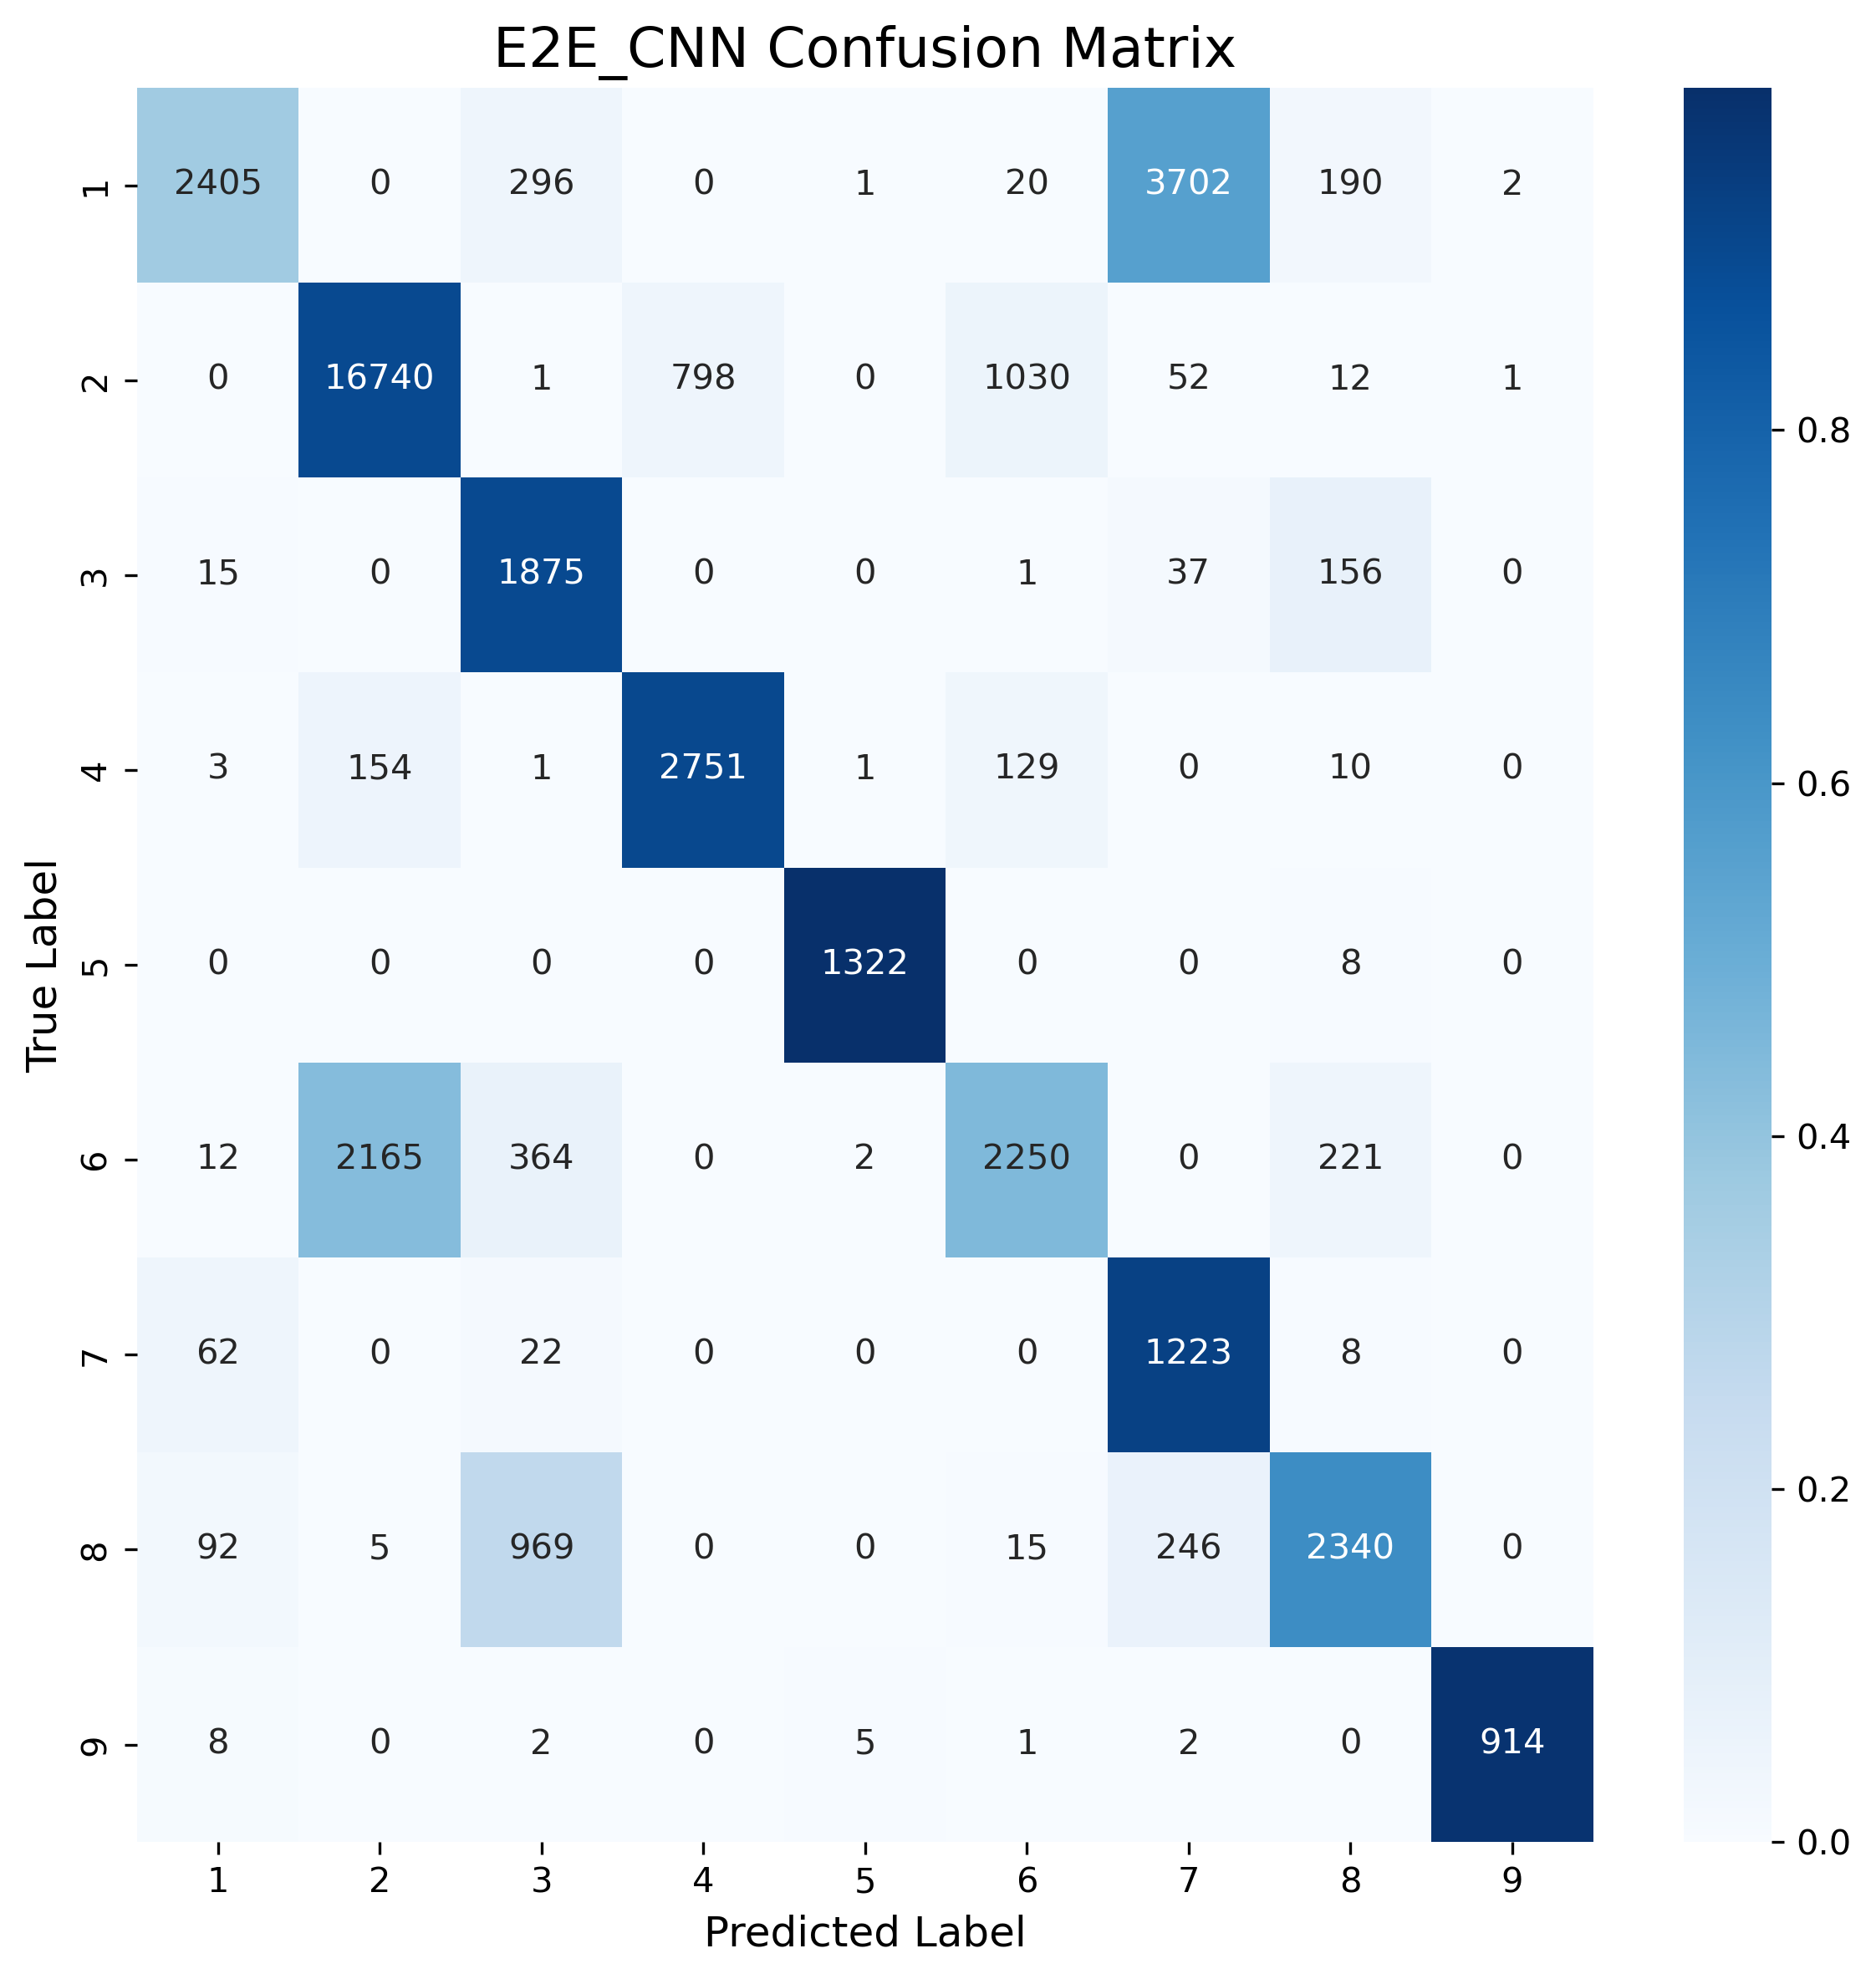 E2E_CNN Confusion Matrix
1 2405 0 296 0 1 20 3702 190 2
2 0 16740 1 798 0 1030 52 12 1
0.8
3 15 0 1875 0 0 1 37 156 0
4 3 154 1 2751 1 129 0 10 0
0.6
True Label
5 0 0 0 0 1322 0 0 8 0
6 12 2165 364 0 2 2250 0 221 0
0.4
7 62 0 22 0 0 0 1223 8 0
8 92 5 969 0 0 15 246 2340 0
0.2
9 8 0 2 0 5 1 2 0 914
0.0
1 2 3 4 5 6 7 8 9
Predicted Label